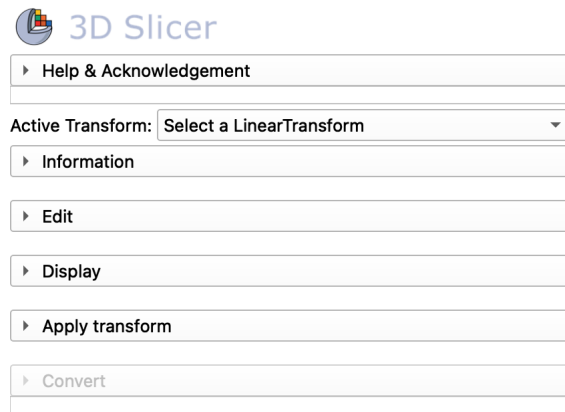 3D Slicer
Help & Acknowledgement
Active Transform: Select a LinearTransform
Information
Edit
Display
Apply transform
Convert